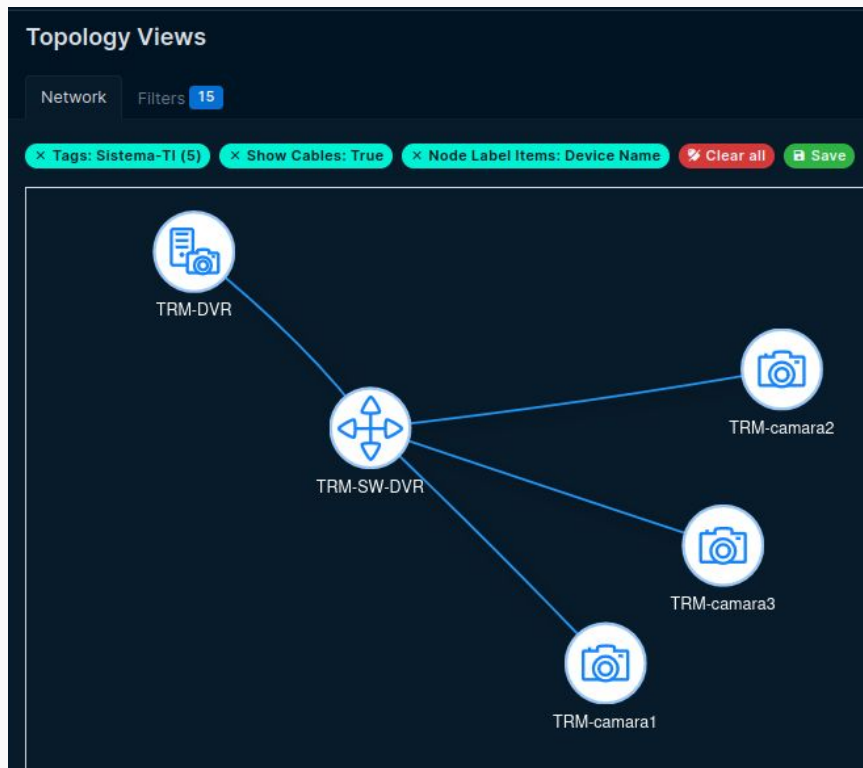 Topology Views
Network Filters 15
× Tags: Sistema-TI (5) × Show Cables: True × Node Label Items: Device Name Clear all Save
TRM-DVR
TRM-camara2
TRM-SW-DVR
TRM-camara3
TRM-camara1